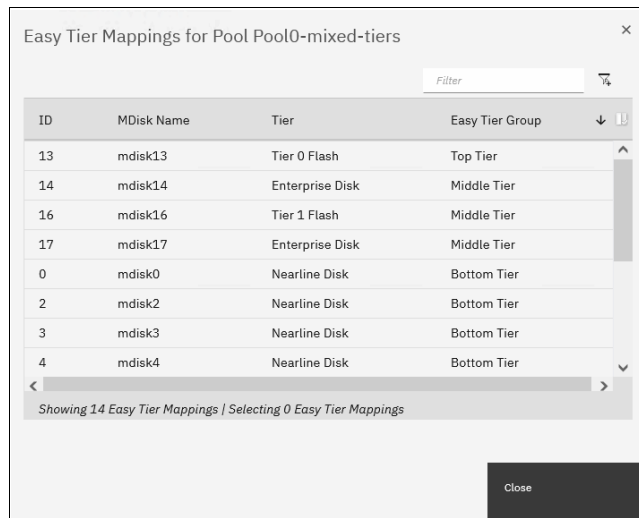 Easy Tier Mappings for Pool Pool0-mixed-tiers
Filter
ID MDisk Name Tier Easy Tier Group
13 mdisk13 Tier 0 Flash Top Tier
14 mdisk14 Enterprise Disk Middle Tier
16 mdisk16 Tier 1 Flash Middle Tier
17 mdisk17 Enterprise Disk Middle Tier
0 mdisk0 Nearline Disk Bottom Tier
2 mdisk2 Nearline Disk Bottom Tier
3 mdisk3 Nearline Disk Bottom Tier
4 mdisk4 Nearline Disk Bottom Tier
Showing 14 Easy Tier Mappings | Selecting 0 Easy Tier Mappings
Close